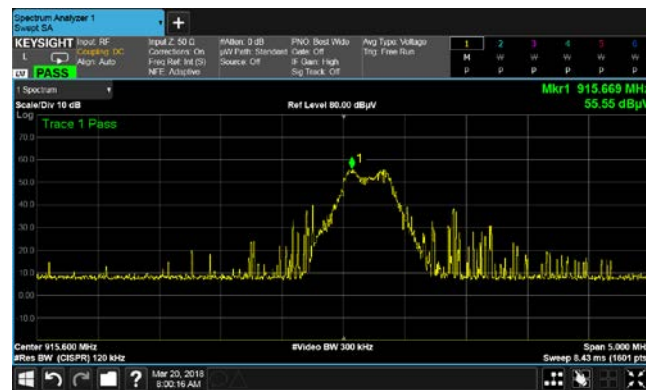 Spectrum Analyzer 1
Swept SA
+
KEYSIGHT Input: RF
L Coupling: DC
Align: Auto
LXI PASS
Input Z: 50 Ω
Corrections: On
Freq Ref: Int (S)
NFE: Adaptive
#Atten: 0 dB
µW Path: Standard
Source: Off
PNO: Best Wide
Gate: Off
IF Gain: High
Sig Track: Off
Avg Type: Voltage
Trig: Free Run
1 2 3 4 5 6
M W W W W W
P P P P P P
1 Spectrum
Scale/Div 10 dB
Ref Level 80.00 dBµV
Mkr1 915.669 MHz
55.55 dBµV
Log
Trace 1 Pass
70.0
60.0
1
50.0
40.0
30.0
20.0
10.0
0.00
-10.0
Center 915.600 MHz
#Video BW 300 kHz
Span 5.000 MHz
#Res BW (CISPR) 120 kHz
Sweep 8.43 ms (1601 pts)
?
Mar 20, 2018
8:00:16 AM